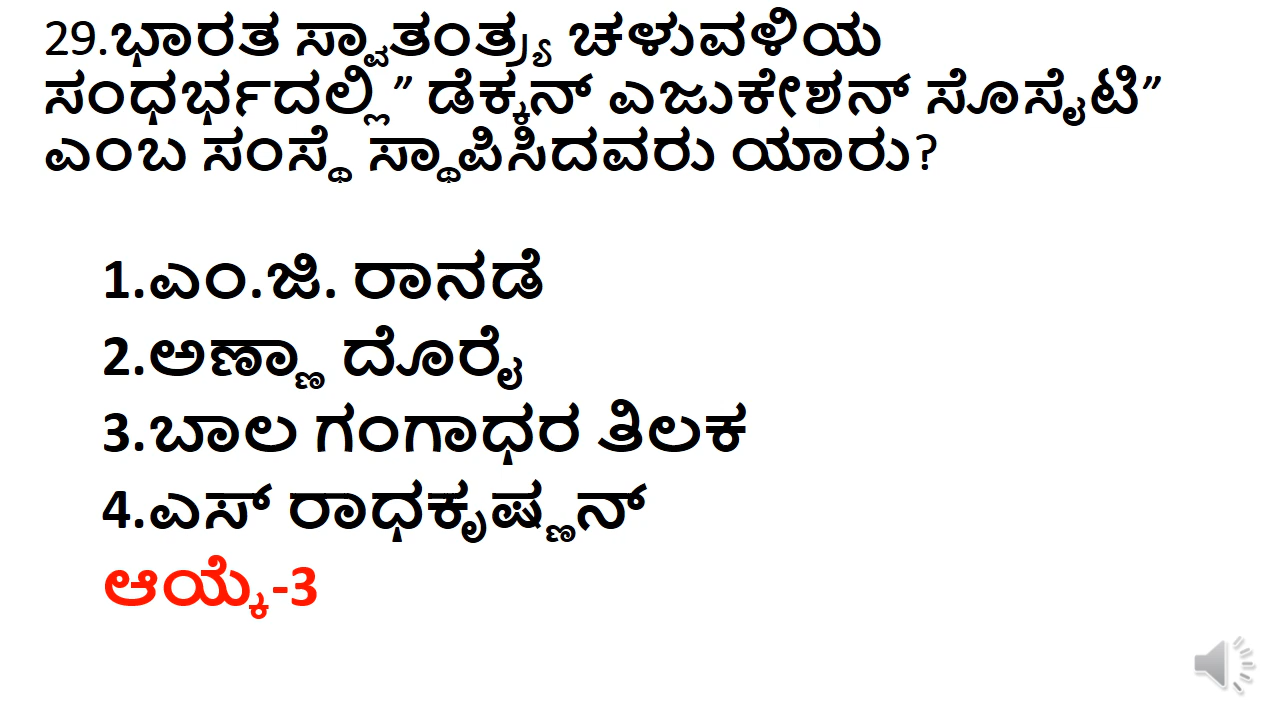 29.ಭಾರತ ಸ್ವಾತಂತ್ರ್ಯ ಚಳುವಳಿಯ
ಸಂಧರ್ಭದಲ್ಲಿ ” ಡೆಕ್ಕನ್ ಎಜುಕೇಶನ್ ಸೊಸೈಟಿ”
ಎಂಬ ಸಂಸ್ಥೆ ಸ್ಥಾಪಿಸಿದವರು ಯಾರು?
1.ಎಂ.ಜಿ. ರಾನಡೆ
2.ಅಣ್ಣಾ ದೊರೈ
3.ಬಾಲ ಗಂಗಾಧರ ತಿಲಕ
4.ಎಸ್ ರಾಧಕೃಷ್ಣನ್
ಆಯ್ಕೆ-3